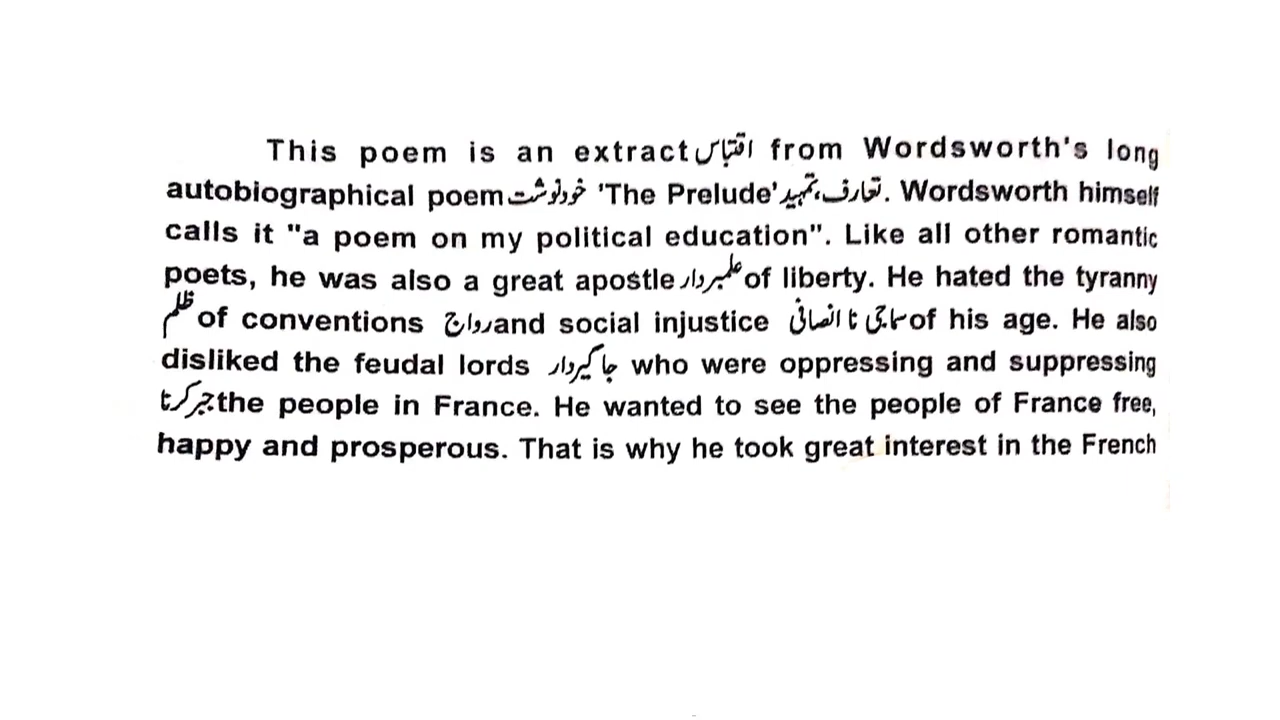 This poem is an extract اقتباس from Wordsworth's long
autobiographical poem خودنوشت 'The Prelude' تعارف، تمہید. Wordsworth himself
calls it "a poem on my political education". Like all other romantic
poets, he was also a great apostle علمبردار of liberty. He hated the tyranny
ظلم of conventions رواج and social injustice سماجی نا انصافی of his age. He also
disliked the feudal lords جاگیردار who were oppressing and suppressing
جبر کرنا the people in France. He wanted to see the people of France free,
happy and prosperous. That is why he took great interest in the French